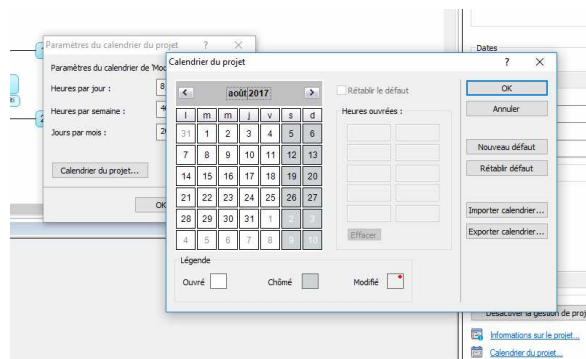 Paramètres du calendrier du projet ? ×
Paramètres du calendrier de
Heures par jour : 8
Heures par semaine :
Jours par mois :
Calendrier du projet...
OK
Calendrier du projet ? ×
< août 2017 >
l m m j v s d
31 1 2 3 4 5 6
7 8 9 10 11 12 13
14 15 16 17 18 19 20
21 22 23 24 25 26 27
28 29 30 31 1 2 3
4 5 6 7 8 9 10
Rétablir le défaut
Heures ouvrées :
Effacer
Légende
Ouvré
Chômé
Modifié
OK
Annuler
Nouveau défaut
Rétablir défaut
Importer calendrier...
Exporter calendrier...
Dates
Désactiver la gestion de proj
Informations sur le projet...
Calendrier du projet...